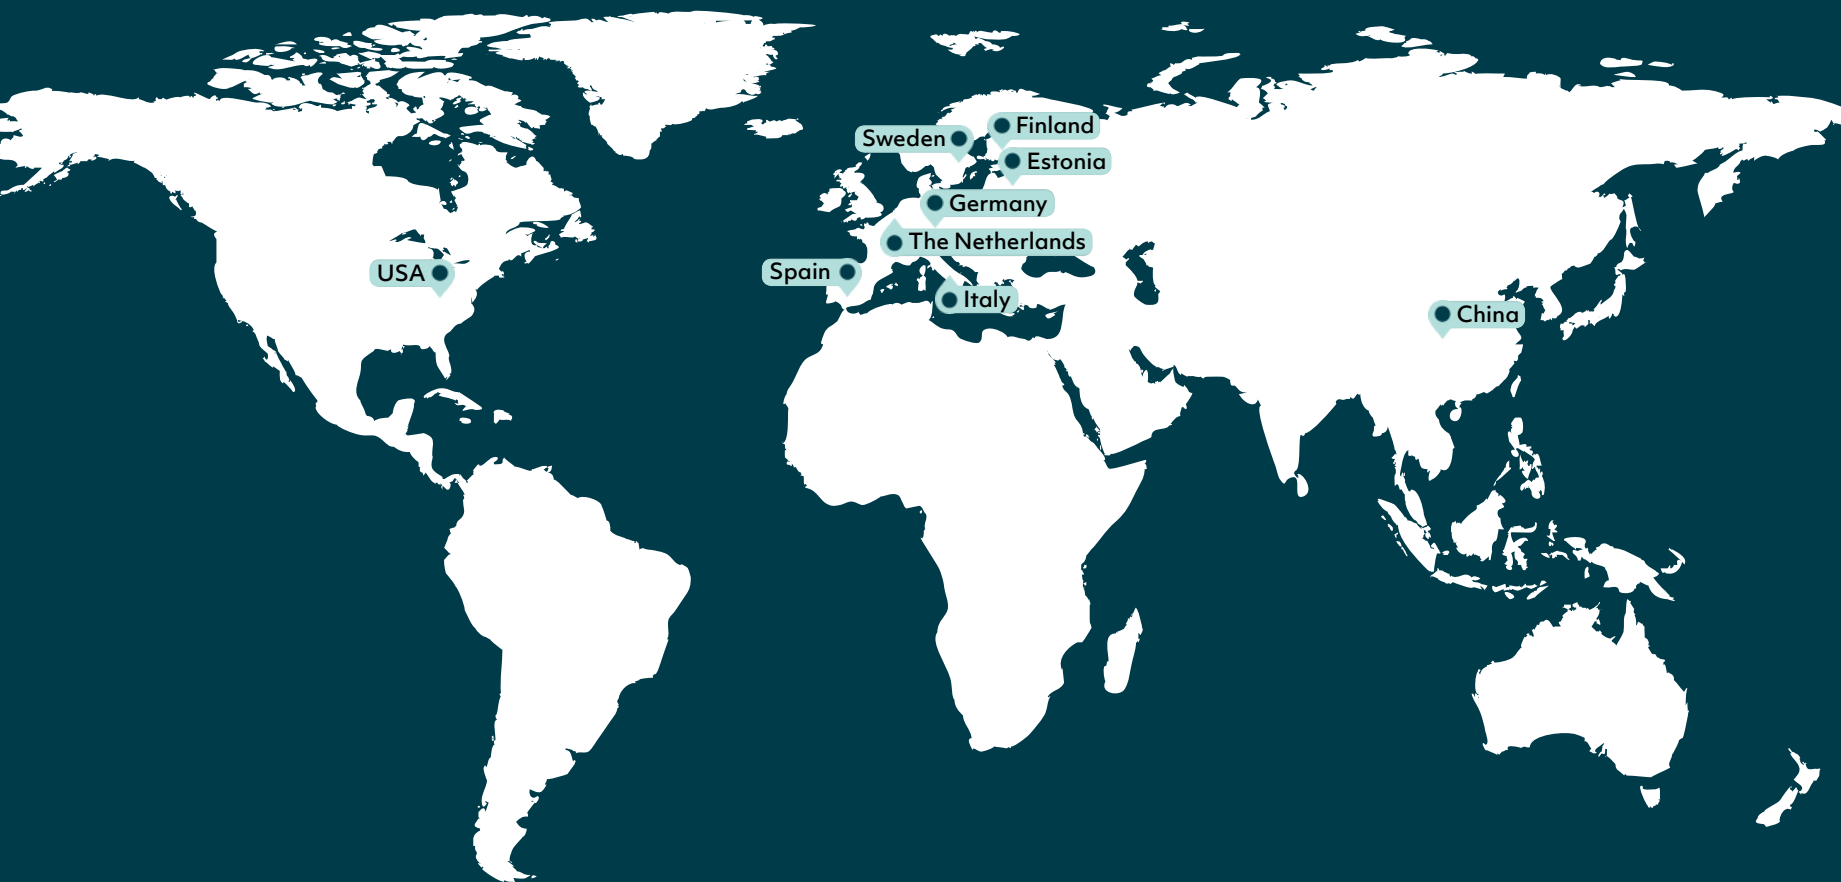 Finland
Sweden
Estonia
Germany
The Netherlands
Spain
USA
Italy
China